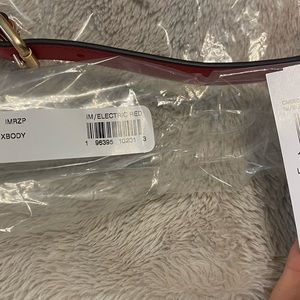 IMRZP
IM/ELECTRIC RED
XBODY
1 96395 10201 3